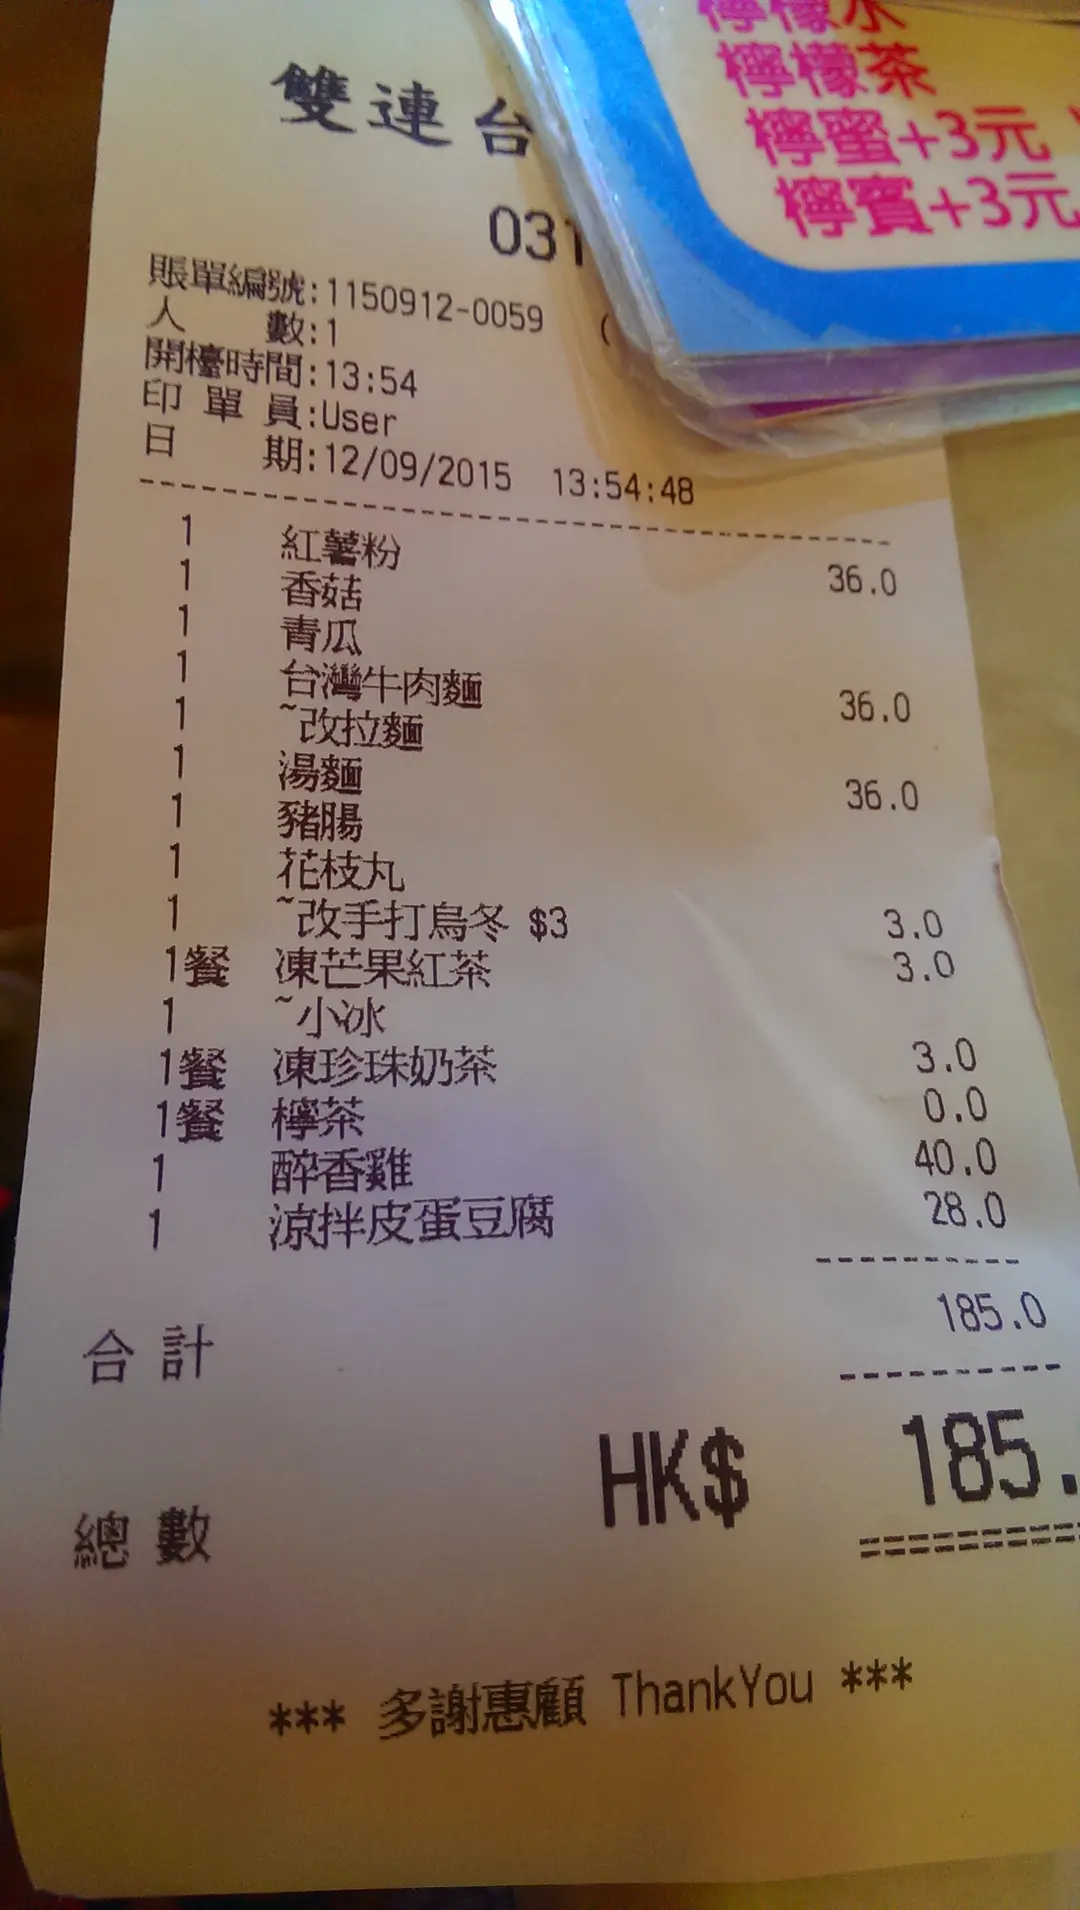 雙連台
031
賬單編號:1150912-0059 (
人 數:1
開檯時間:13:54
印 單 員:User
日 期:12/09/2015 13:54:48
1 紅薯粉 36.0
1 香菇
1 青瓜
1 台灣牛肉麵 36.0
1 ~改拉麵
1 湯麵 36.0
1 豬腸
1 花枝丸
1 ~改手打烏冬 $3 3.0
1餐 凍芒果紅茶 3.0
1 ~小冰
1餐 凍珍珠奶茶 3.0
1餐 檸茶 0.0
1 醉香雞 40.0
1 涼拌皮蛋豆腐 28.0
合 計 185.0
總 數 HK$ 185.
*** 多謝惠顧 ThankYou ***
檸檬水
檸檬茶
檸蜜+3元
檸賓+3元